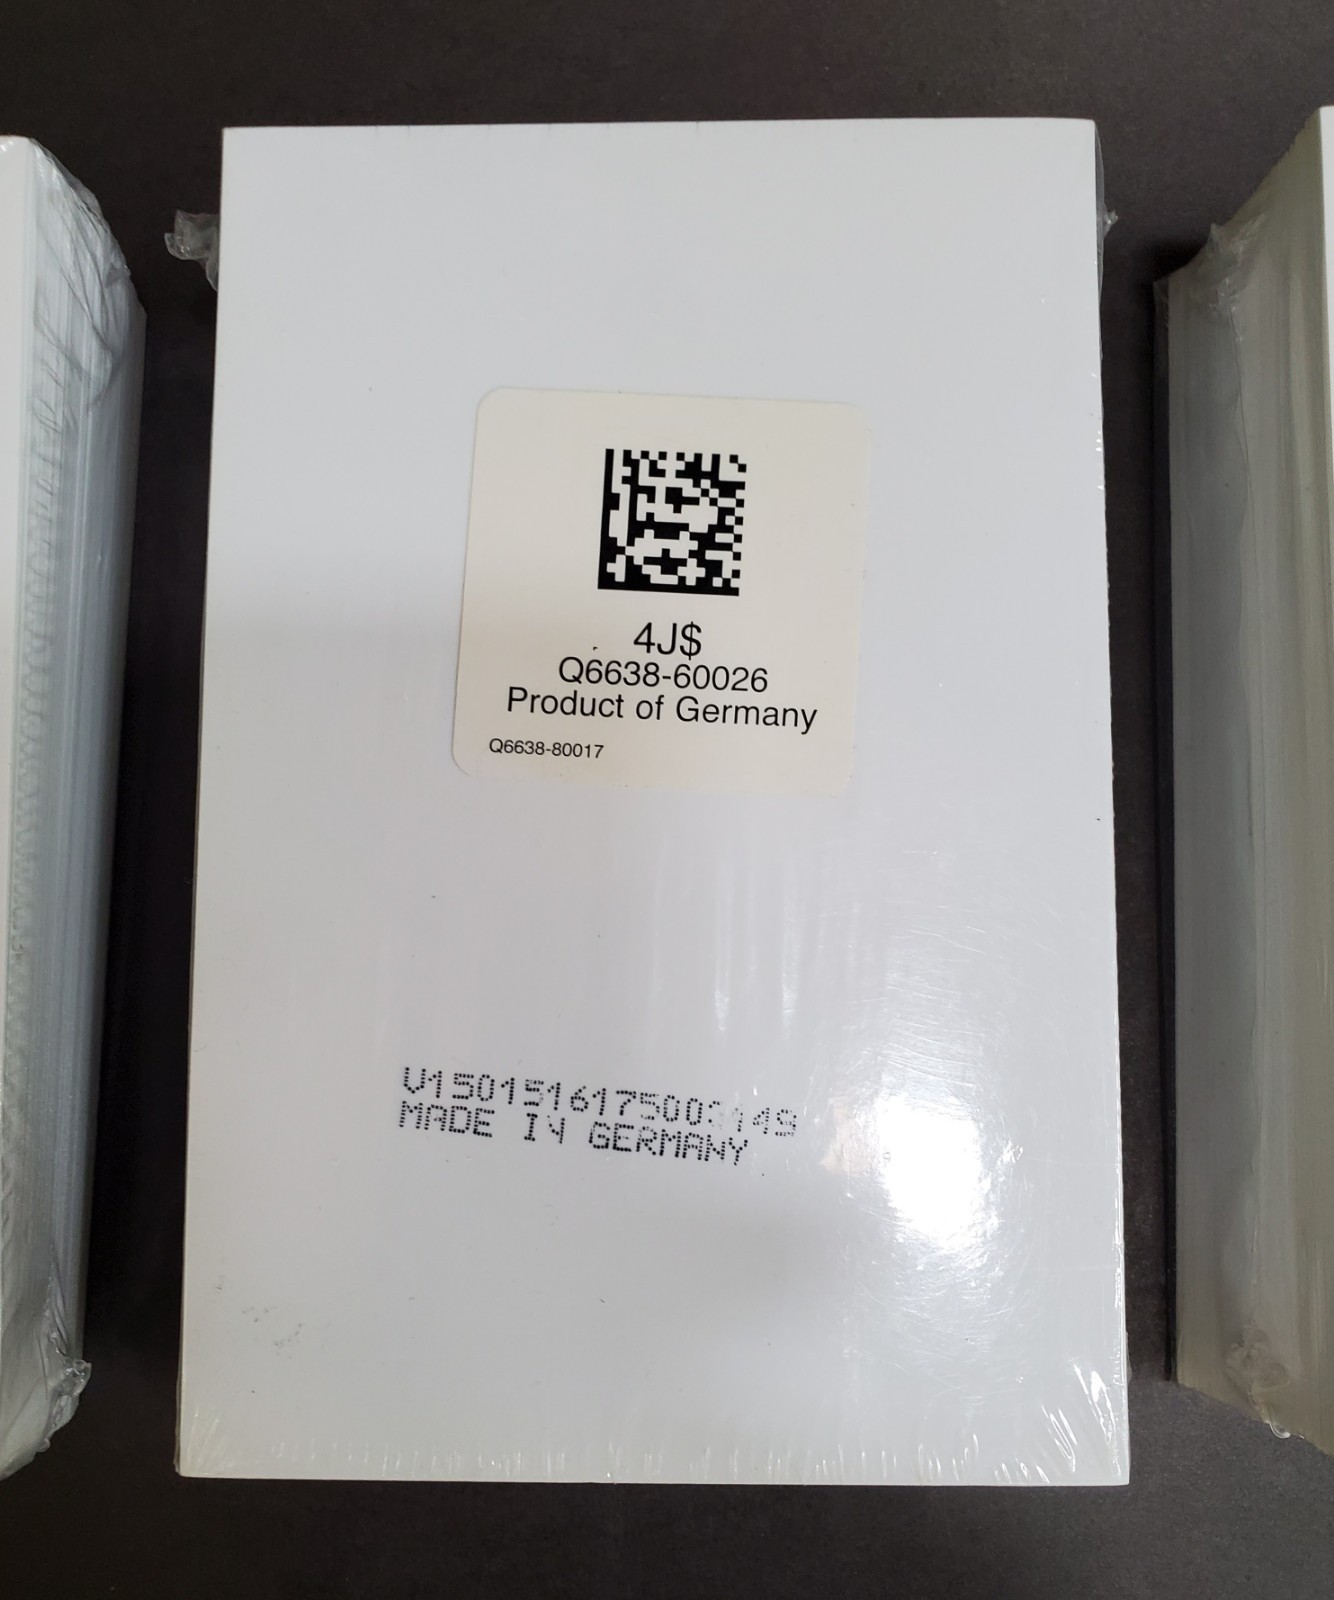 4J$
Q6638-60026
Product of Germany
Q6638-80017
MADE IN GERMANY